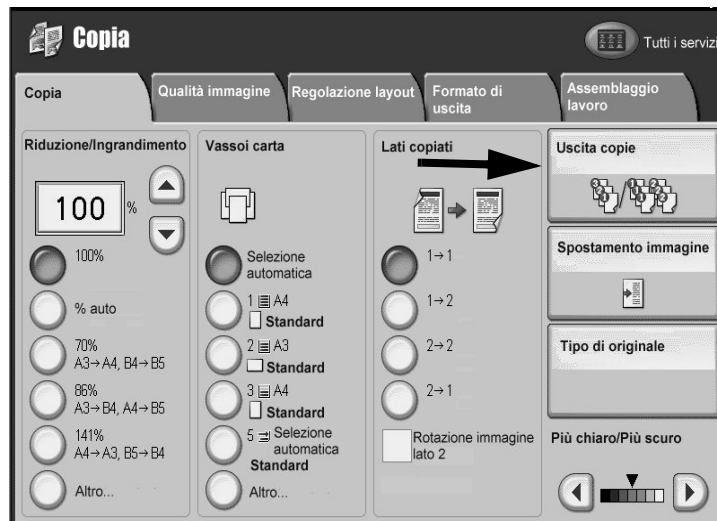 Copia
Tutti i servizi
Copia
Qualità immagine
Regolazione layout
Formato di
uscita
Assemblaggio
lavoro
Riduzione/Ingrandimento
100 %
100%
% auto
70%
A3→A4, B4→B5
86%
A3→B4, A4→B5
141%
A4→A3, B5→B4
Altro...
Vassoi carta
Selezione
automatica
1 A4
Standard
2 A3
Standard
3 A4
Standard
5 Selezione
automatica
Standard
Altro...
Lati copiati
1→1
1→2
2→2
2→1
Rotazione immagine
lato 2
Uscita copie
Spostamento immagine
Tipo di originale
Più chiaro/Più scuro